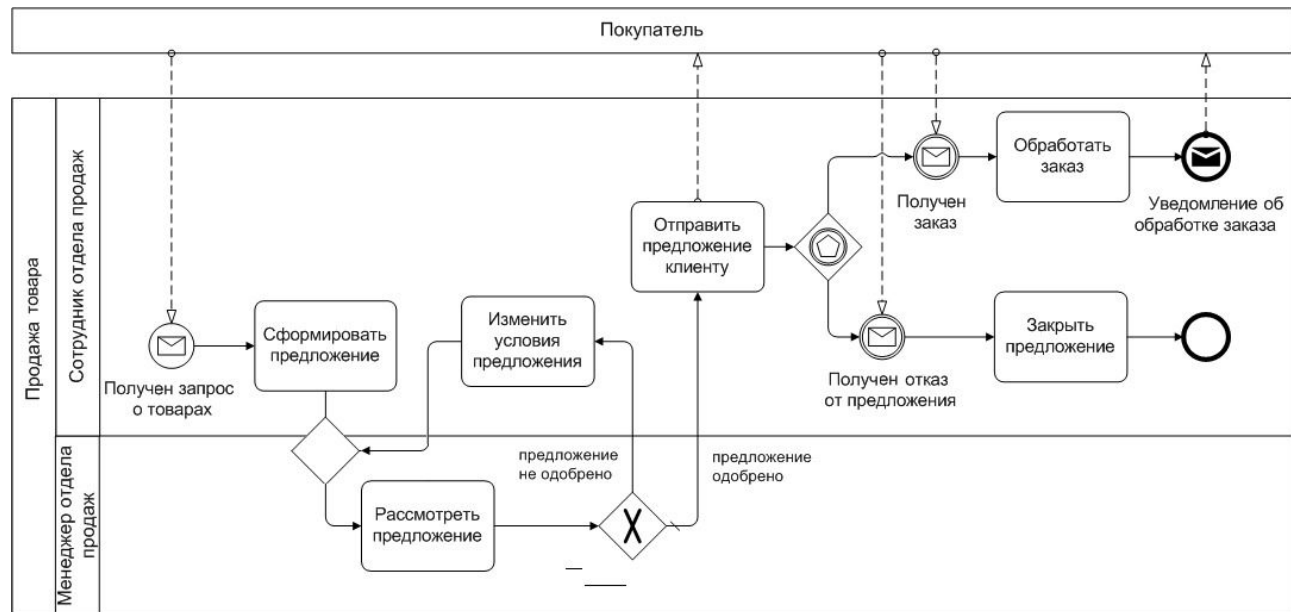 Покупатель
Продажа товара
Сотрудник отдела продаж
Менеджер отдела
продаж
Получен запрос
о товарах
Сформировать
предложение
Изменить
условия
предложения
Рассмотреть
предложение
предложение
не одобрено
предложение
одобрено
Отправить
предложение
клиенту
Получен
заказ
Обработать
заказ
Уведомление об
обработке заказа
Получен отказ
от предложения
Закрыть
предложение